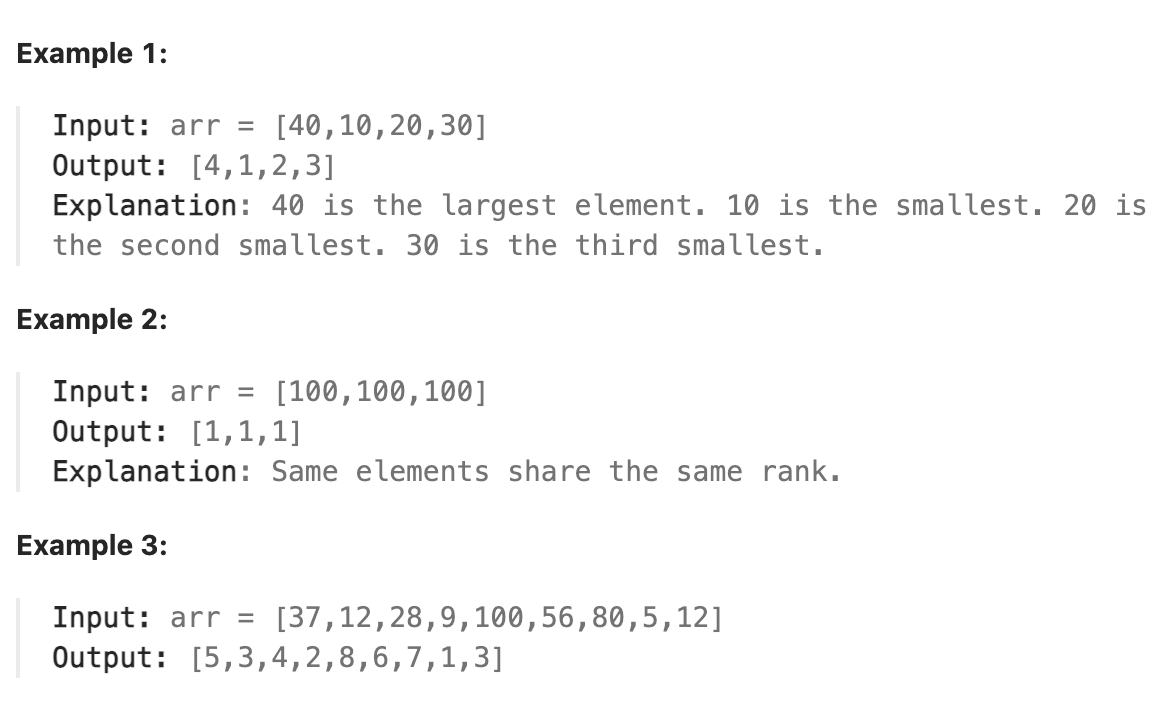 Example 1:
Input: arr = [40,10,20,30]
Output: [4,1,2,3]
Explanation: 40 is the largest element. 10 is the smallest. 20 is
the second smallest. 30 is the third smallest.
Example 2:
Input: arr = [100,100,100]
Output: [1,1,1]
Explanation: Same elements share the same rank.
Example 3:
Input: arr = [37,12,28,9,100,56,80,5,12]
Output: [5,3,4,2,8,6,7,1,3]